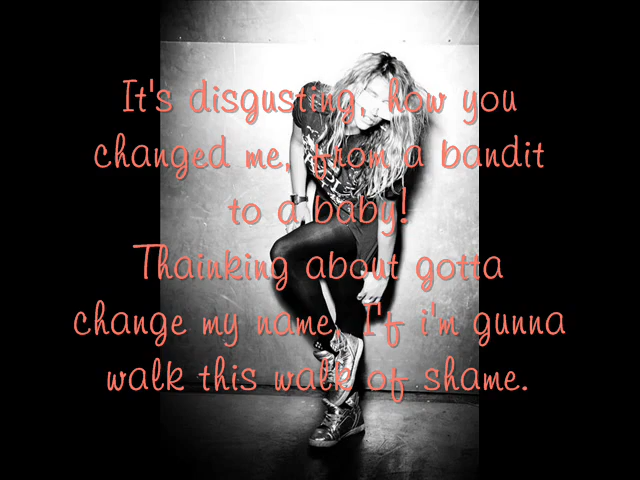 It's disgusting, how you
changed me, from a bandit
to a baby!
Thainking about gotta
change my name, I'f i'm gunna
walk this walk of shame.